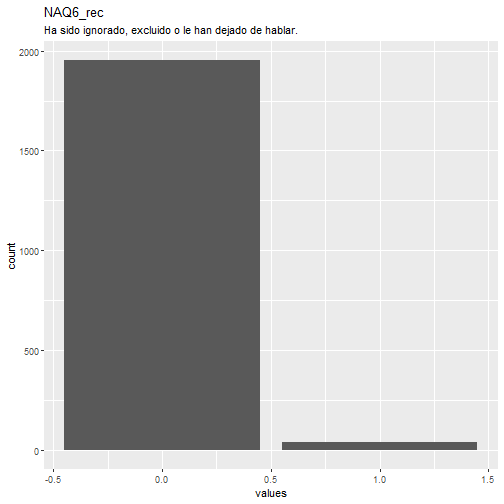 NAQ6_rec
Ha sido ignorado, excluido o le han dejado de hablar.
2000
1500
1000
500
0
count
-0.5 0.0 0.5 1.0 1.5
values